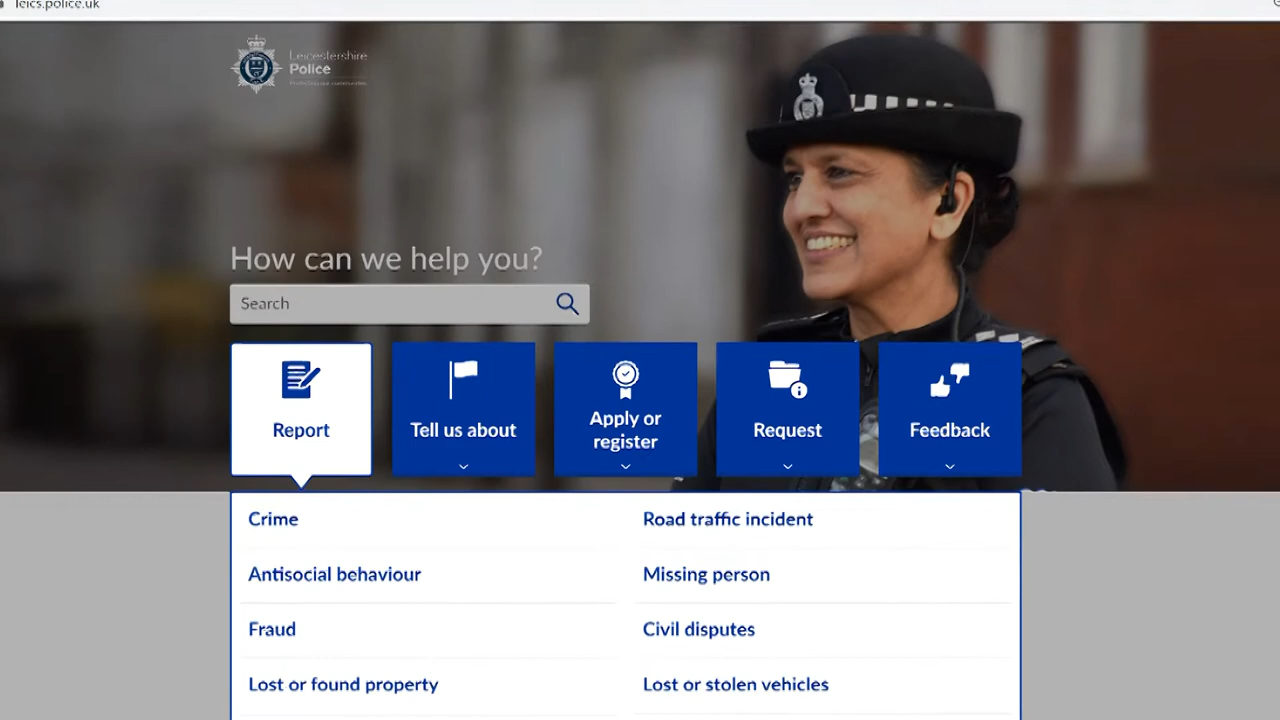 leics.police.uk
Leicestershire
Police
How can we help you?
Search
Report
Tell us about
Apply or
register
Request
Feedback
Crime
Road traffic incident
Antisocial behaviour
Missing person
Fraud
Civil disputes
Lost or found property
Lost or stolen vehicles